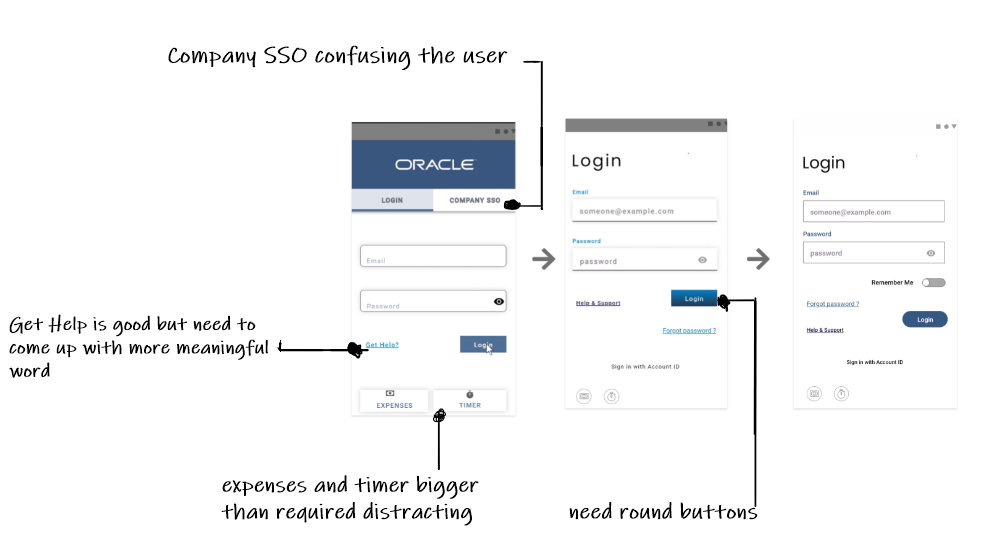 Company SSO confusing the user
ORACLE
LOGIN
COMPANY SSO
Email
Password
Get Help?
Login
EXPENSES
TIMER
Get Help is good but need to
come up with more meaningful
word
expenses and timer bigger
than required distracting
Login
Email
someone@example.com
Password
password
Help & Support
Login
Forgot password ?
Sign in with Account ID
need round buttons
Login
Email
someone@example.com
Password
password
Remember Me
Forgot password ?
Login
Help & Support
Sign in with Account ID